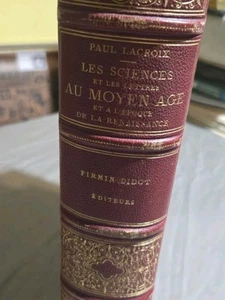 PAUL LACROIX
LES SCIENCES
ET LES LETTRES
AU MOYEN AGE
ET A L'ÉPOQUE
DE LA RENAISSANCE
FIRMIN DIDOT
ÉDITEURS